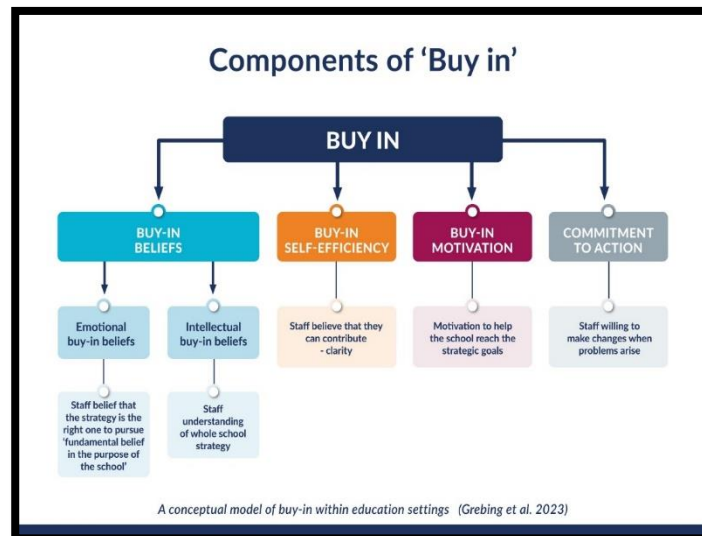 Components of ‘Buy in’
BUY IN
BUY-IN
BELIEFS
BUY-IN
SELF-EFFICIENCY
BUY-IN
MOTIVATION
COMMITMENT
TO ACTION
Emotional
buy-in beliefs
Intellectual
buy-in beliefs
Staff believe that they
can contribute
- clarity
Motivation to help
the school reach the
strategic goals
Staff willing to
make changes when
problems arise
Staff belief that
the strategy is the
right one to pursue
‘fundamental belief
in the purpose of
the school’
Staff
understanding
of whole school
strategy
A conceptual model of buy-in within education settings (Grebing et al. 2023)